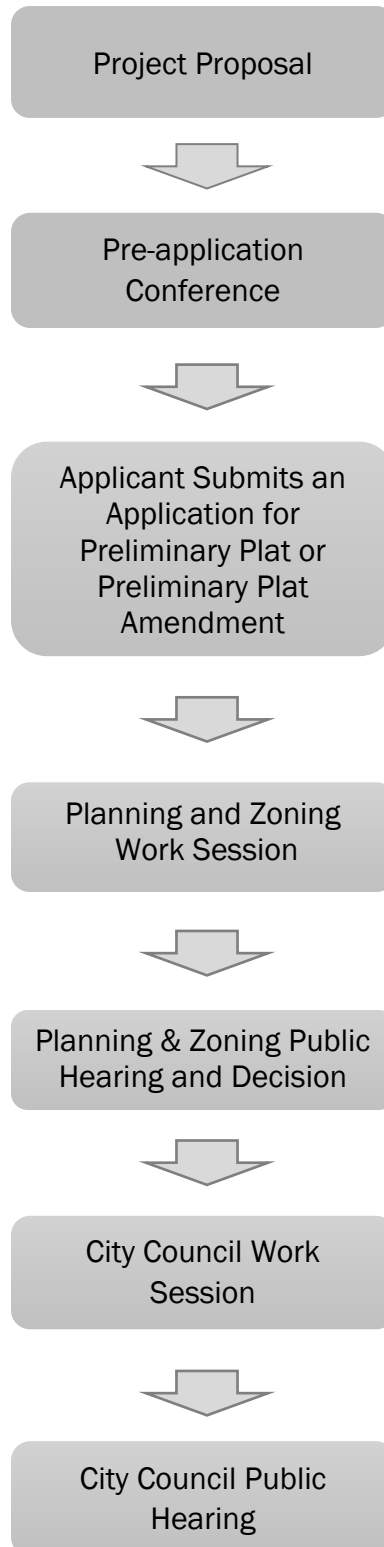 Project Proposal
Pre-application
Conference
Applicant Submits an
Application for
Preliminary Plat or
Preliminary Plat
Amendment
Planning and Zoning
Work Session
Planning & Zoning Public
Hearing and Decision
City Council Work
Session
City Council Public
Hearing